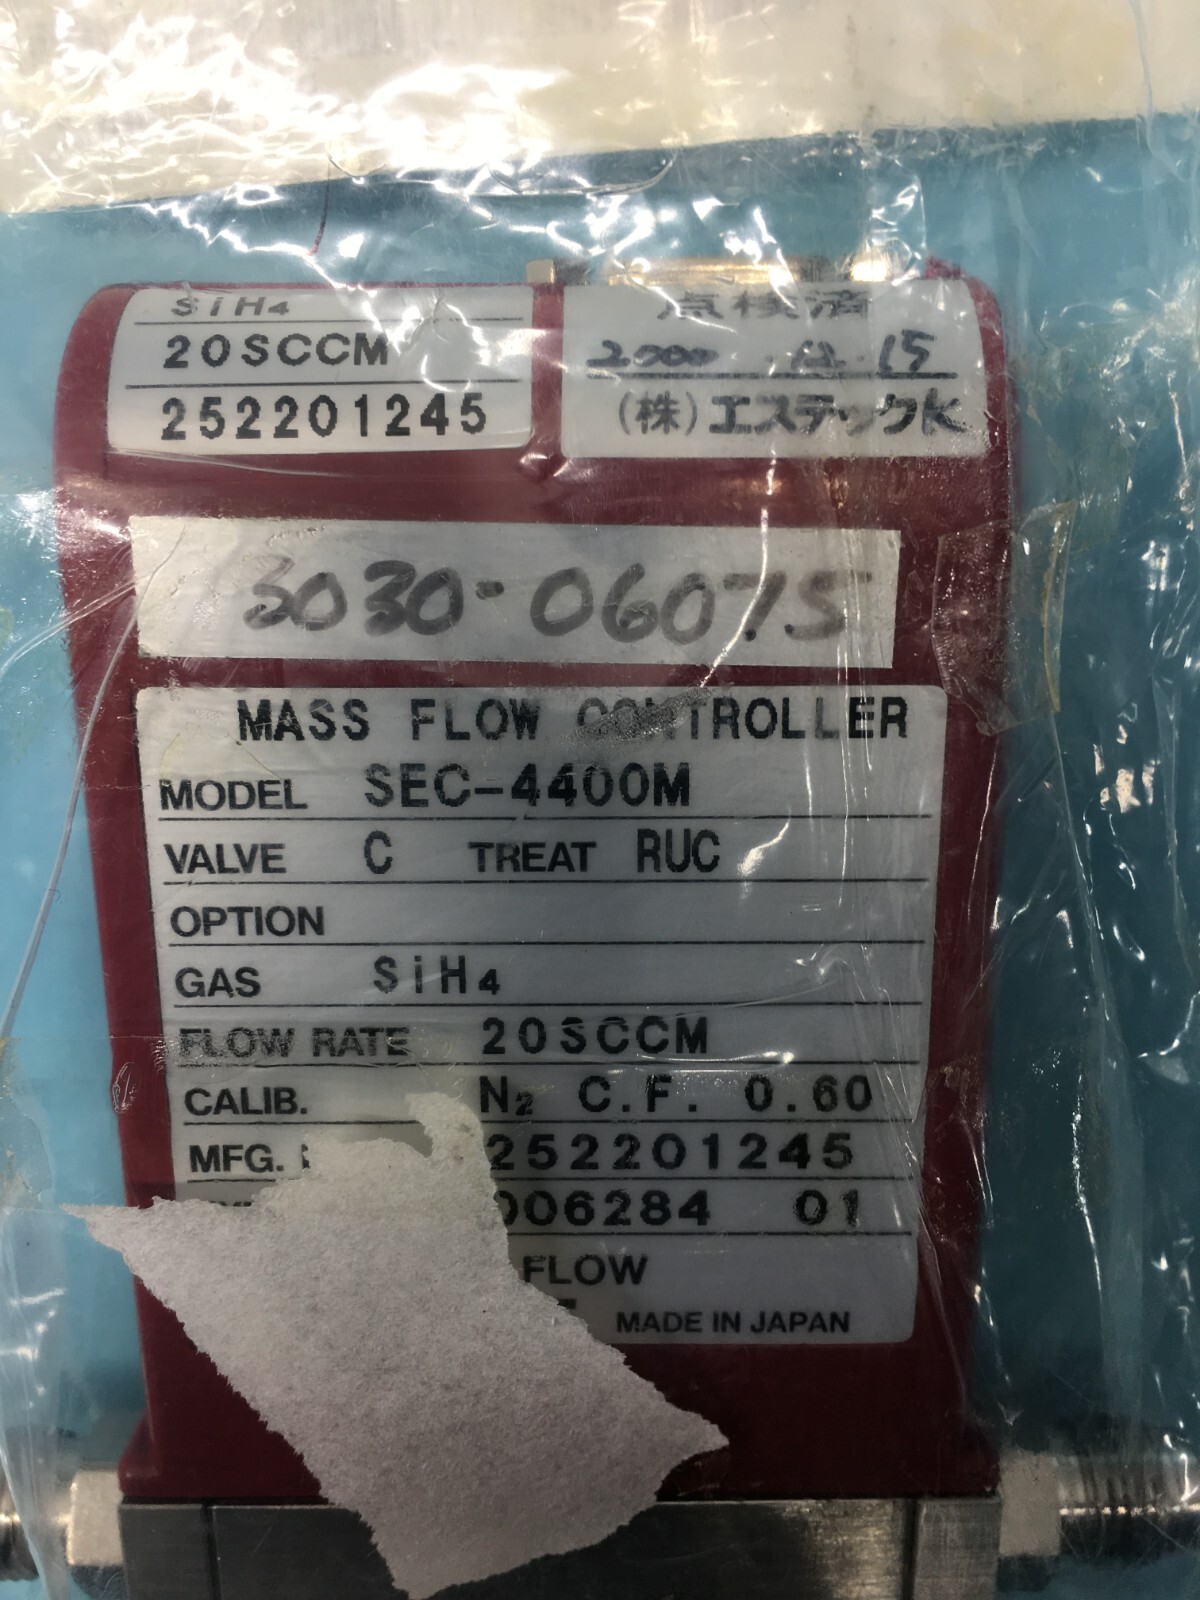 SiH4
20SCCM
252201245
点検済
2000 .12.15
(株)エステックK
3030-06075
MASS FLOW CONTROLLER
MODEL SEC-4400M
VALVE C TREAT RUC
OPTION
GAS SiH4
FLOW RATE 20SCCM
CALIB. N2 C.F. 0.60
MFG. 252201245
006284 01
FLOW
MADE IN JAPAN